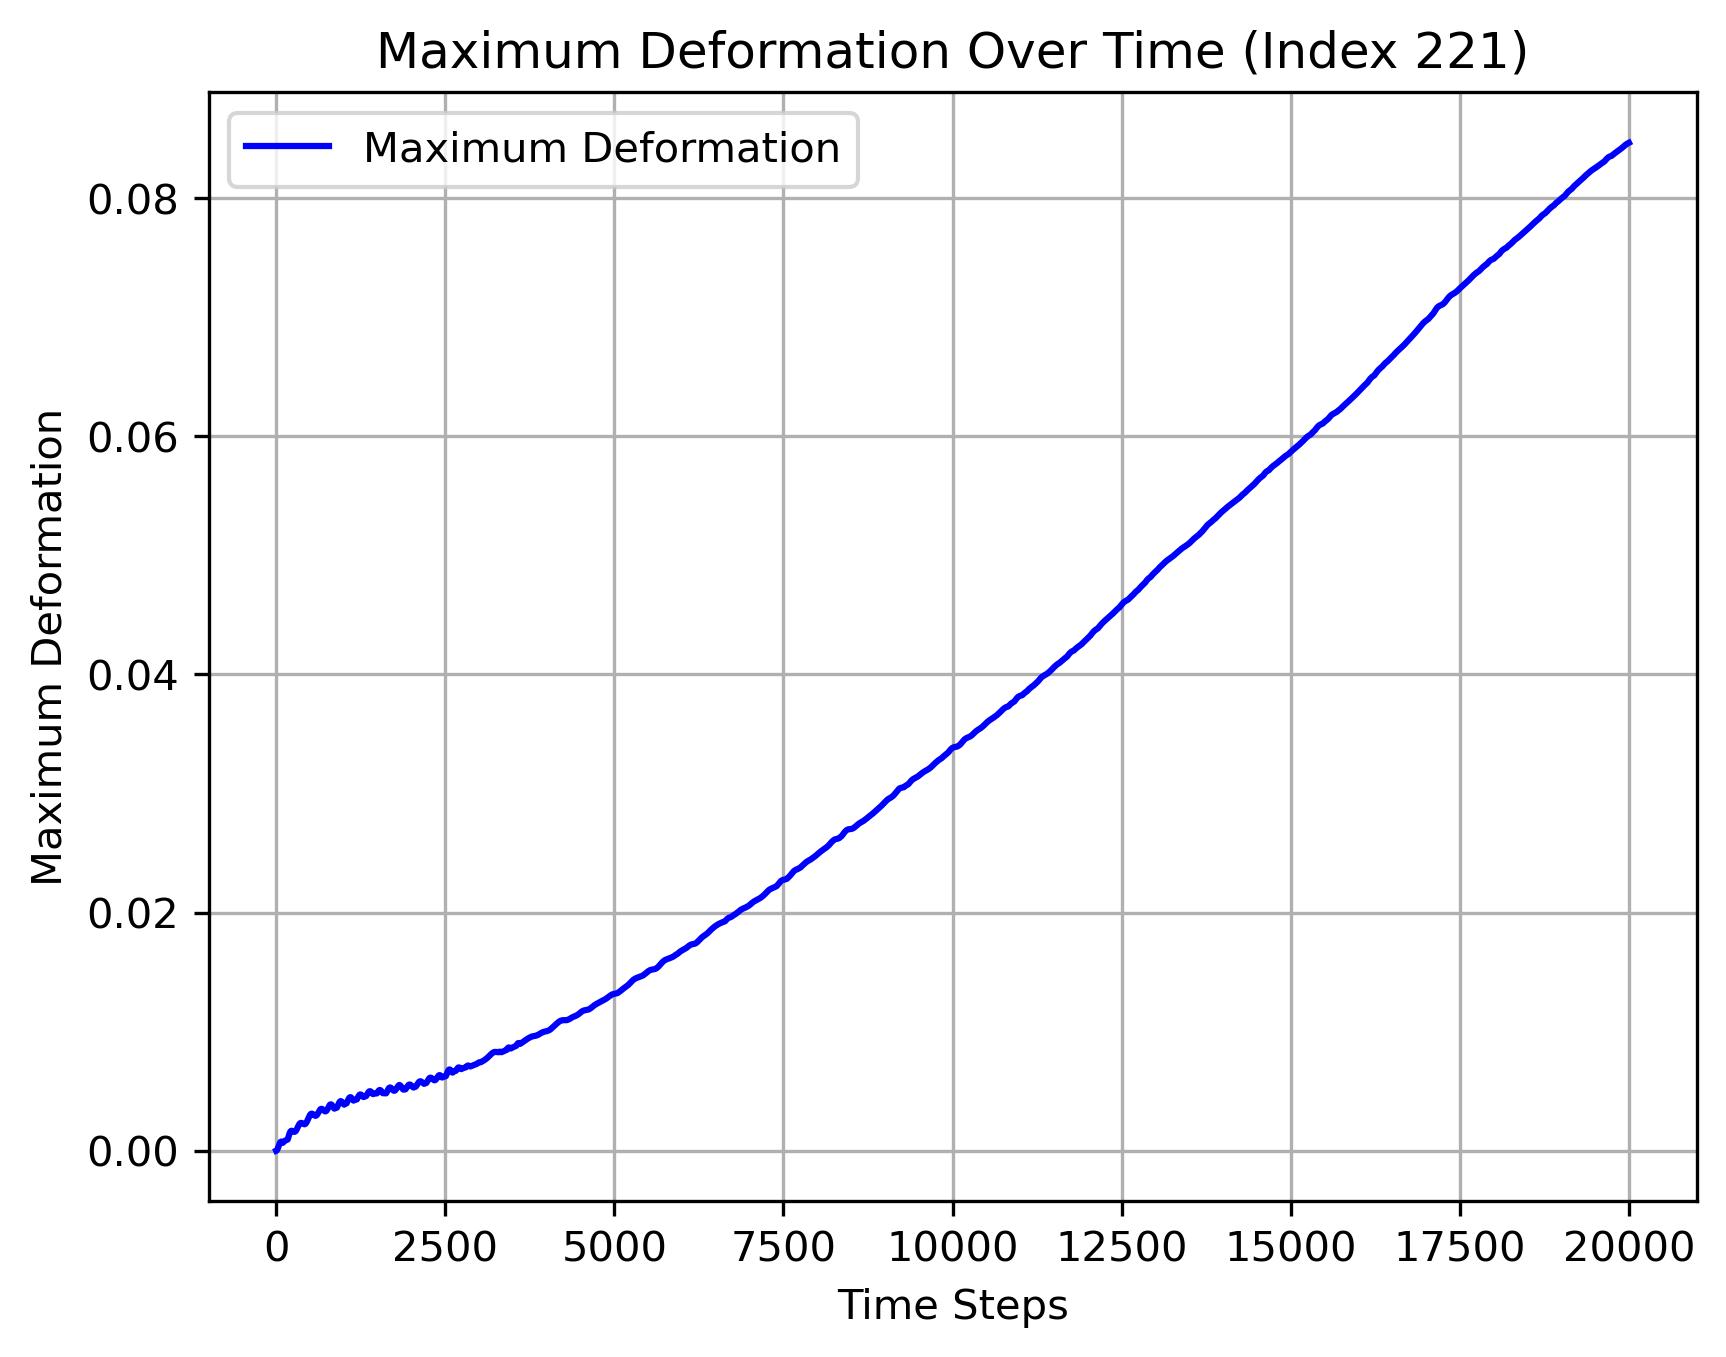 Maximum Deformation Over Time (Index 221)
Maximum Deformation
0.08
0.06
0.04
0.02
0.00
Maximum Deformation
0 2500 5000 7500 10000 12500 15000 17500 20000
Time Steps